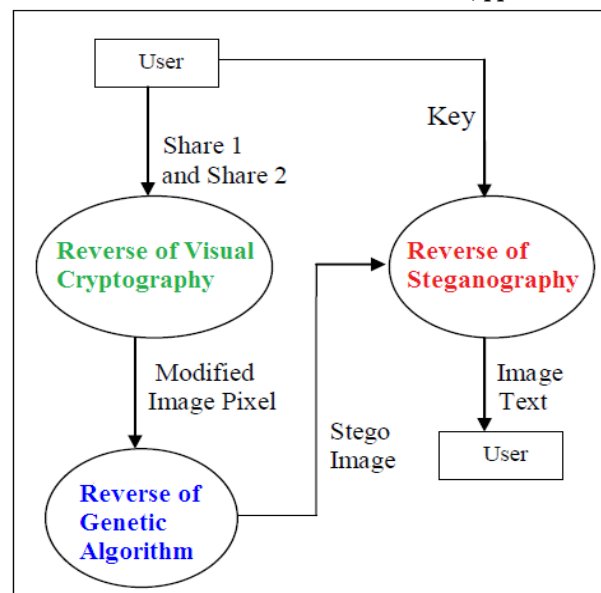 User
Key
Share 1
and Share 2
Reverse of Visual
Cryptography
Reverse of
Steganography
Modified
Image Pixel
Image
Text
Stego
Image
User
Reverse of
Genetic
Algorithm